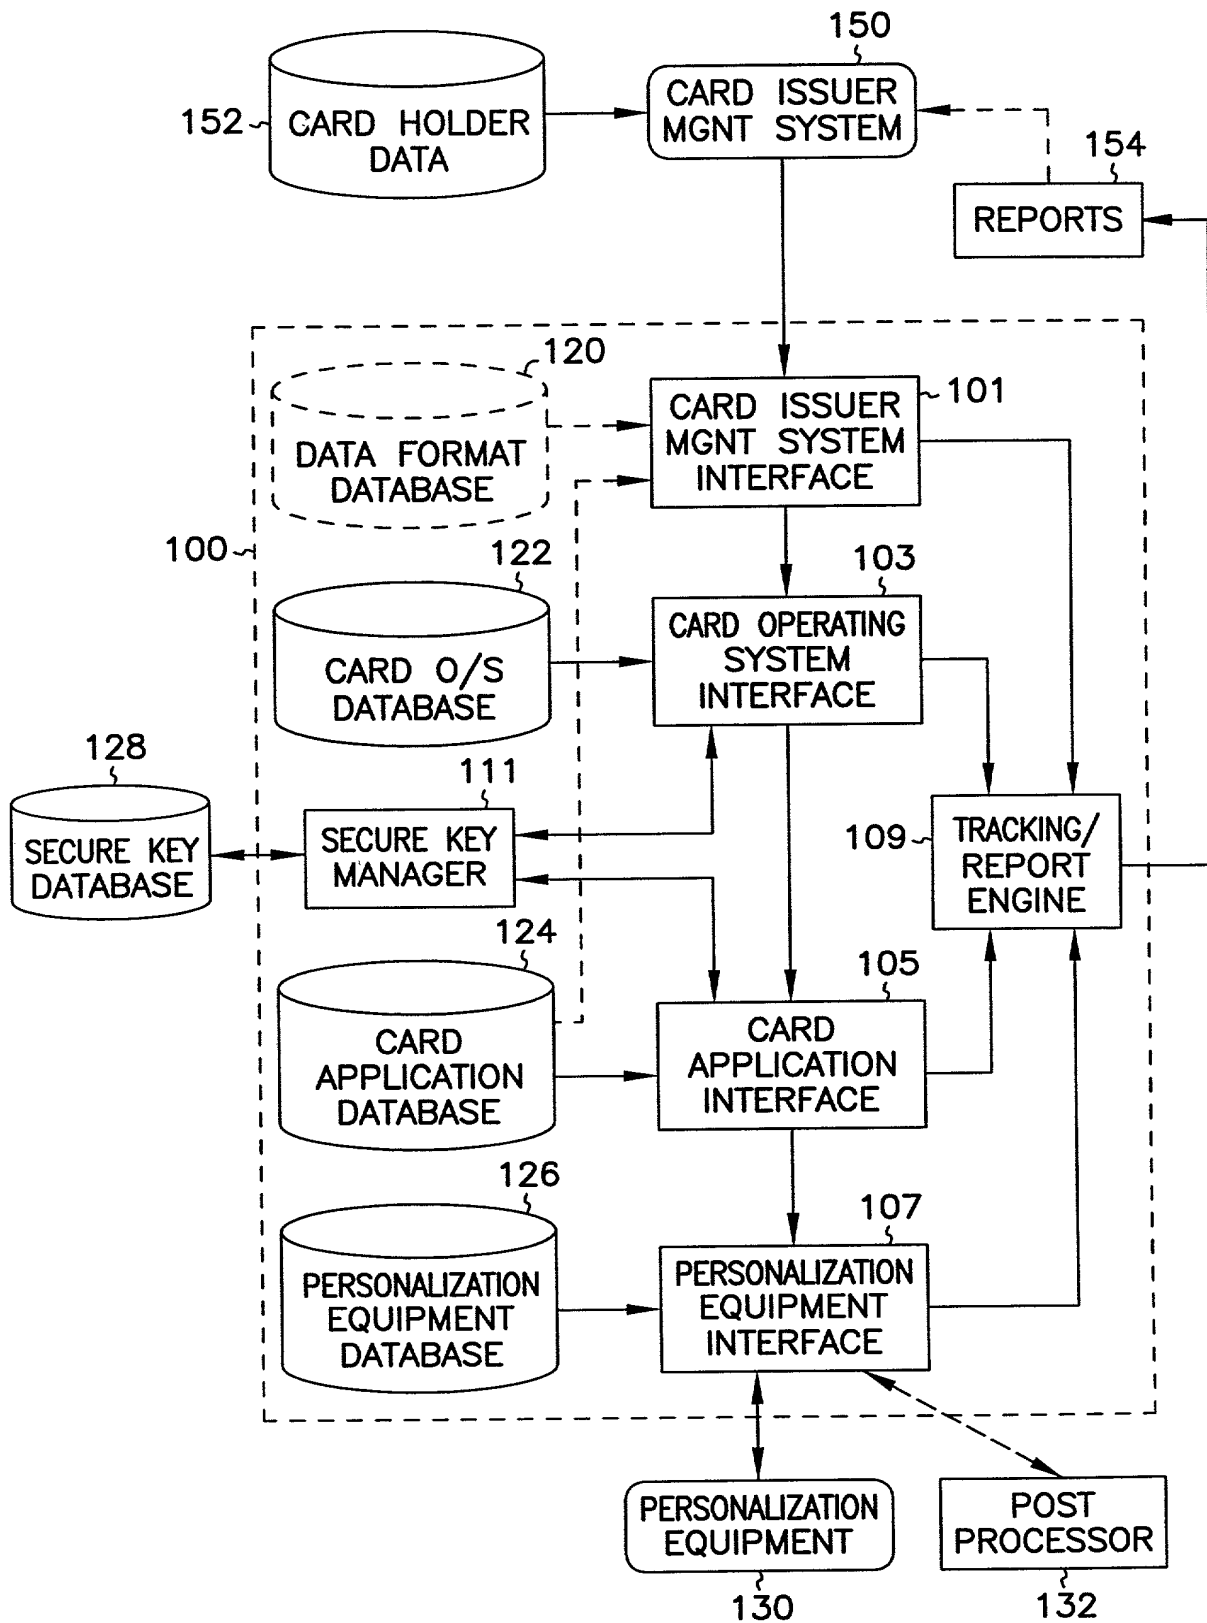 150
CARD HOLDER
DATA
152
CARD ISSUER
MGNT SYSTEM
154
REPORTS
120
DATA FORMAT
DATABASE
CARD ISSUER
MGNT SYSTEM
INTERFACE
101
100
122
CARD O/S
DATABASE
103
CARD OPERATING
SYSTEM
INTERFACE
128
SECURE KEY
DATABASE
111
SECURE KEY
MANAGER
109
TRACKING/
REPORT
ENGINE
124
CARD
APPLICATION
DATABASE
105
CARD
APPLICATION
INTERFACE
126
PERSONALIZATION
EQUIPMENT
DATABASE
107
PERSONALIZATION
EQUIPMENT
INTERFACE
PERSONALIZATION
EQUIPMENT
130
POST
PROCESSOR
132